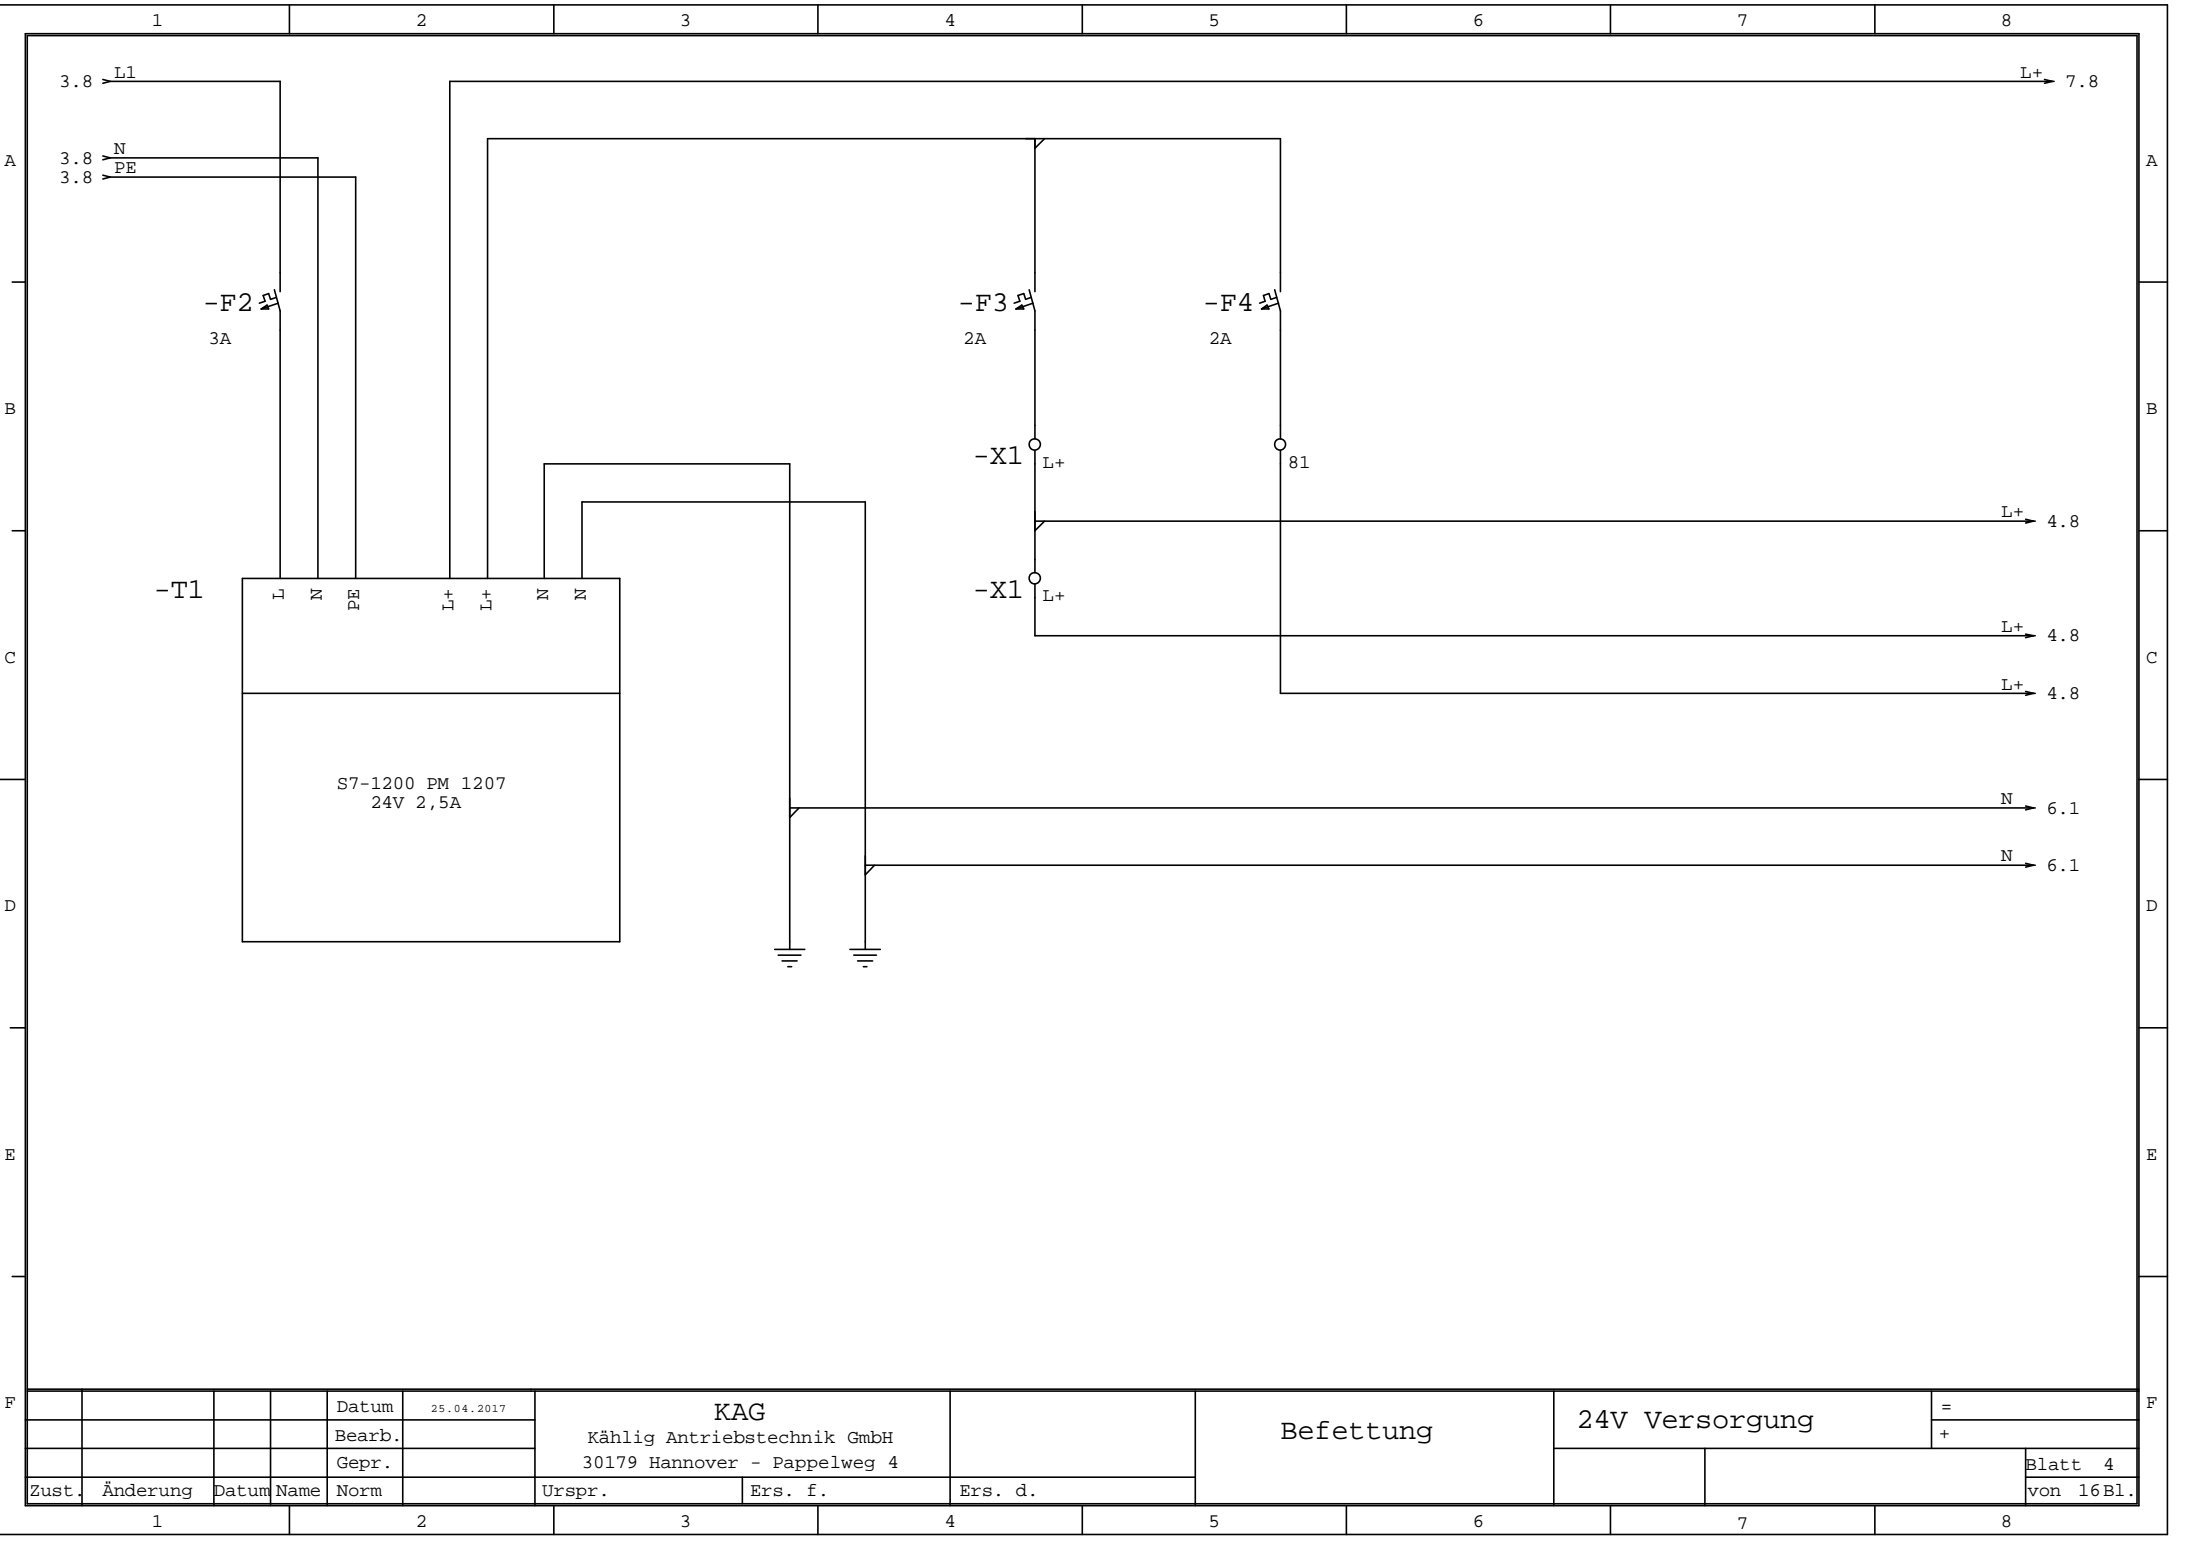 1 2 3 4 5 6 7 8
3.8 L1
L+ 7.8
3.8 N
3.8 PE
A A
-F2
3A
-F3
2A
-F4
2A
B B
-X1 L+
81
L+ 4.8
-T1
L N PE L+ L+ N N
-X1 L+
L+ 4.8
C C
L+ 4.8
S7-1200 PM 1207
24V 2,5A
N 6.1
N 6.1
D D
E E
F F
Datum 25.04.2017
Bearb.
Gepr.
Zust. Änderung Datum Name Norm
KAG
Kählig Antriebstechnik GmbH
30179 Hannover - Pappelweg 4
Urspr. Ers. f. Ers. d.
Befettung
24V Versorgung
=
+
Blatt 4
von 16Bl.
1 2 3 4 5 6 7 8